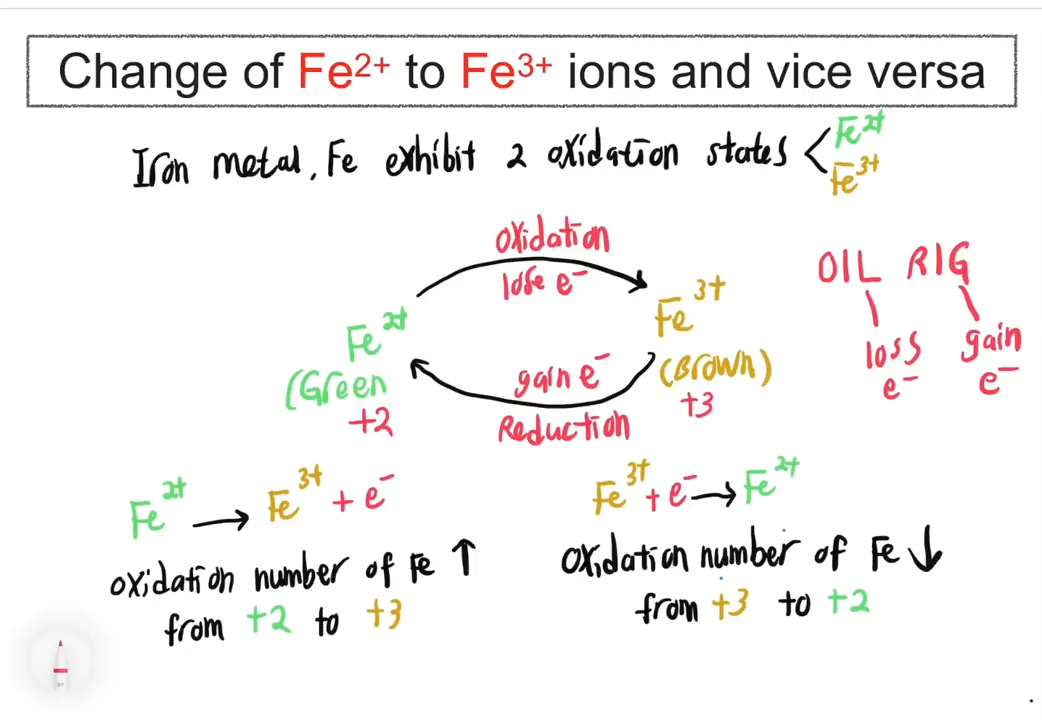 Change of Fe2+ to Fe3+ ions and vice versa
Iron metal, Fe exhibit 2 oxidation states < Fe2+
Fe3+
oxidation
lose e-
Fe2+
(Green
+2
Fe3+
(Brown)
+3
gain e-
Reduction
OIL RIG
loss
e-
gain
e-
Fe2+ → Fe3+ + e-
oxidation number of Fe ↑
from +2 to +3
Fe3+ + e- → Fe2+
oxidation number of Fe ↓
from +3 to +2